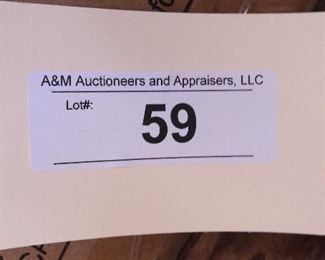 A&M Auctioneers and Appraisers, LLC
Lot#:
59